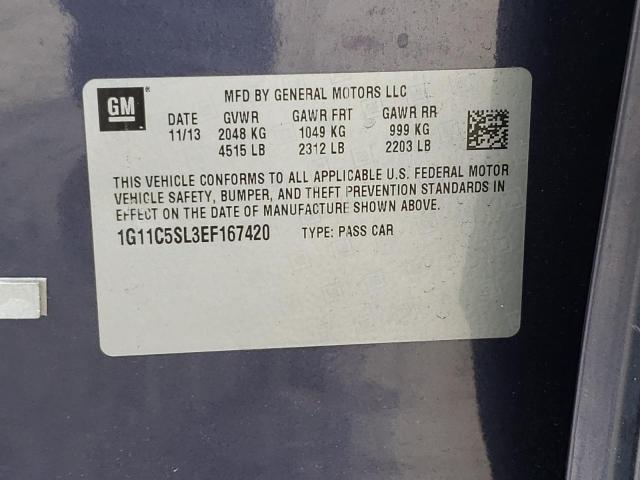 GM ®
MFD BY GENERAL MOTORS LLC
DATE GVWR GAWR FRT GAWR RR
11/13 2048 KG 1049 KG 999 KG
4515 LB 2312 LB 2203 LB
THIS VEHICLE CONFORMS TO ALL APPLICABLE U.S. FEDERAL MOTOR
VEHICLE SAFETY, BUMPER, AND THEFT PREVENTION STANDARDS IN
EFFECT ON THE DATE OF MANUFACTURE SHOWN ABOVE.
1G11C5SL3EF167420 TYPE: PASS CAR